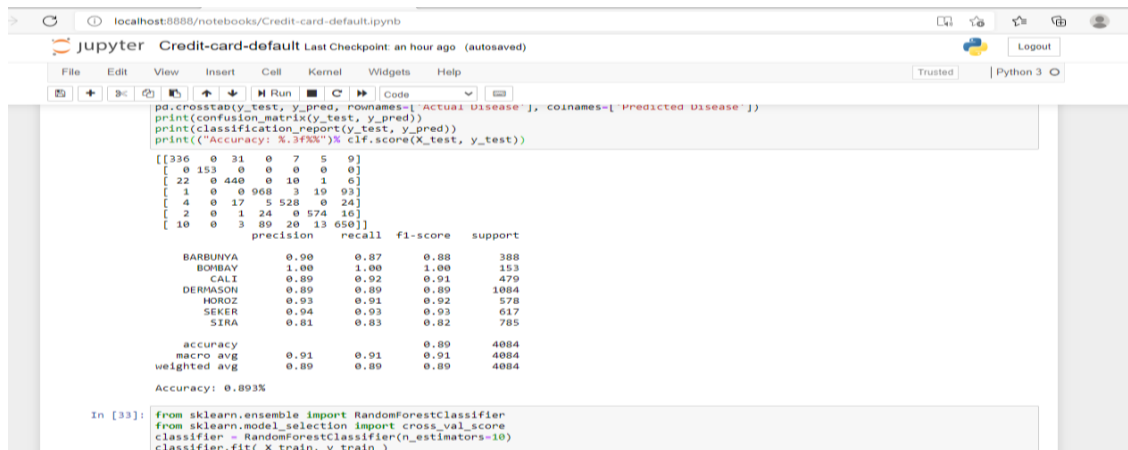 localhost:8888/notebooks/Credit-card-default.ipynb
jupyter Credit-card-default Last Checkpoint: an hour ago (autosaved)
Logout
File Edit View Insert Cell Kernel Widgets Help
Trusted Python 3
Run Code
pd.crosstab(y_test, y_pred, rownames=['Actual Disease'], colnames=['Predicted Disease'])
print(confusion_matrix(y_test, y_pred))
print(classification_report(y_test, y_pred))
print(("Accuracy: %.3f%%")% clf.score(X_test, y_test))
[[336 0 31 0 7 5 9]
[ 0 153 0 0 0 0 0]
[ 22 0 440 0 10 1 6]
[ 1 0 0 968 3 19 93]
[ 4 0 17 5 528 0 24]
[ 2 0 1 24 0 574 16]
[ 10 0 3 89 20 13 650]]
precision recall f1-score support
BARBUNYA 0.90 0.87 0.88 388
BOMBAY 1.00 1.00 1.00 153
CALI 0.89 0.92 0.91 479
DERMASON 0.89 0.89 0.89 1084
HOROZ 0.93 0.91 0.92 578
SEKER 0.94 0.93 0.93 617
SIRA 0.81 0.83 0.82 785
accuracy 0.89 4084
macro avg 0.91 0.91 0.91 4084
weighted avg 0.89 0.89 0.89 4084
Accuracy: 0.893%
In [33]: from sklearn.ensemble import RandomForestClassifier
from sklearn.model_selection import cross_val_score
classifier = RandomForestClassifier(n_estimators=10)
classifier.fit( X_train, y_train )